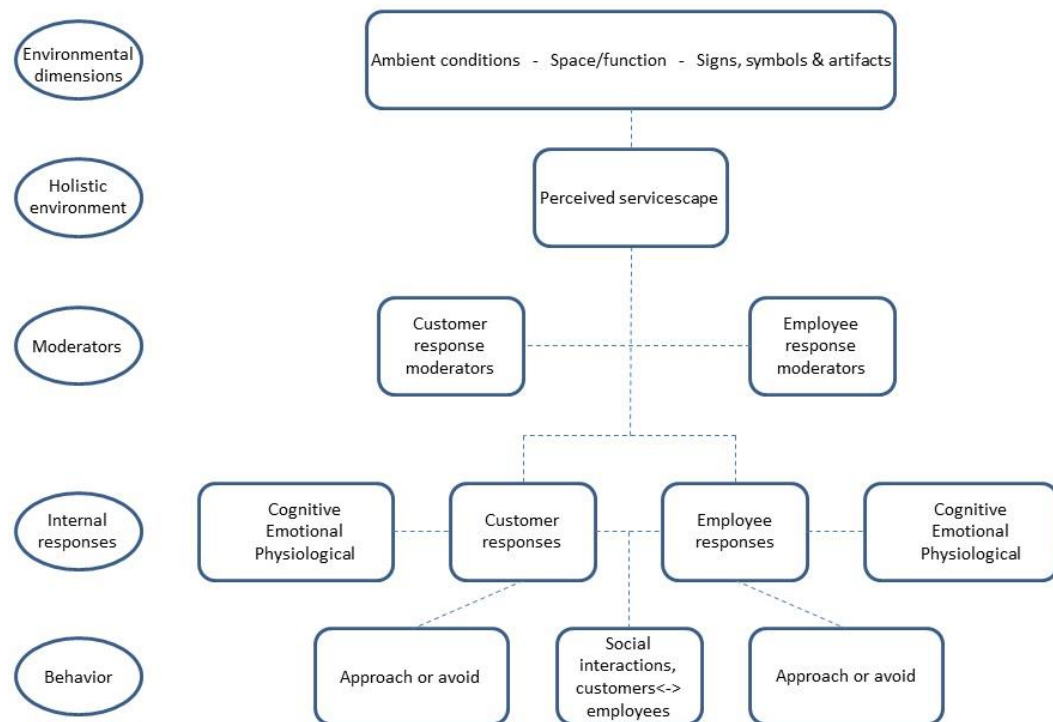 Environmental
dimensions
Ambient conditions - Space/function - Signs, symbols & artifacts
Holistic
environment
Perceived servicescape
Moderators
Customer
response
moderators
Employee
response
moderators
Internal
responses
Cognitive
Emotional
Physiological
Customer
responses
Employee
responses
Cognitive
Emotional
Physiological
Behavior
Approach or avoid
Social
interactions,
customers<->
employees
Approach or avoid